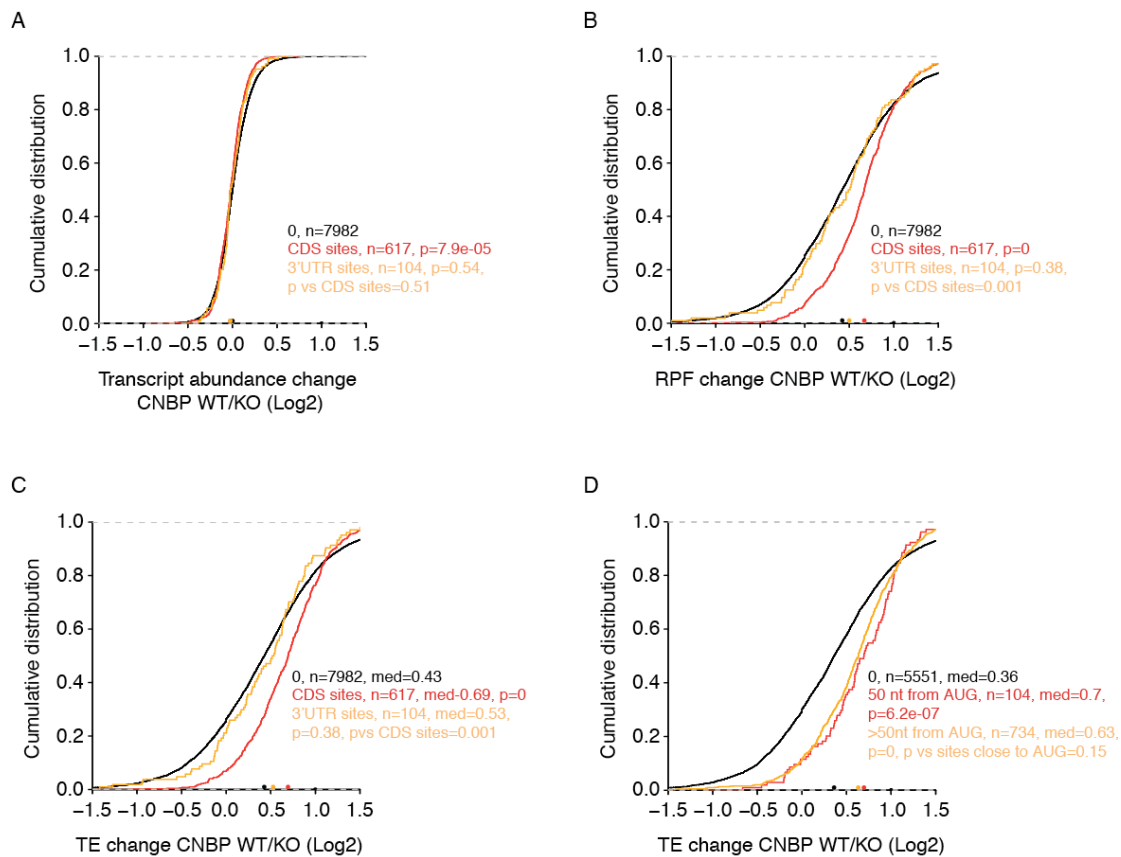 A
1.0
0.8
0.6
0.4
0.2
0.0
Cumulative distribution
0, n=7982
CDS sites, n=617, p=7.9e-05
3'UTR sites, n=104, p=0.54,
p vs CDS sites=0.51
−1.5 −1.0 −0.5 0.0 0.5 1.0 1.5
Transcript abundance change
CNBP WT/KO (Log2)
B
1.0
0.8
0.6
0.4
0.2
0.0
Cumulative distribution
0, n=7982
CDS sites, n=617, p=0
3'UTR sites, n=104, p=0.38,
p vs CDS sites=0.001
−1.5 −1.0 −0.5 0.0 0.5 1.0 1.5
RPF change CNBP WT/KO (Log2)
C
1.0
0.8
0.6
0.4
0.2
0.0
Cumulative distribution
0, n=7982, med=0.43
CDS sites, n=617, med-0.69, p=0
3'UTR sites, n=104, med=0.53,
p=0.38, pvs CDS sites=0.001
−1.5 −1.0 −0.5 0.0 0.5 1.0 1.5
TE change CNBP WT/KO (Log2)
D
1.0
0.8
0.6
0.4
0.2
0.0
Cumulative distribution
0, n=5551, med=0.36
50 nt from AUG, n=104, med=0.7,
p=6.2e-07
>50nt from AUG, n=734, med=0.63,
p=0, p vs sites close to AUG=0.15
−1.5 −1.0 −0.5 0.0 0.5 1.0 1.5
TE change CNBP WT/KO (Log2)